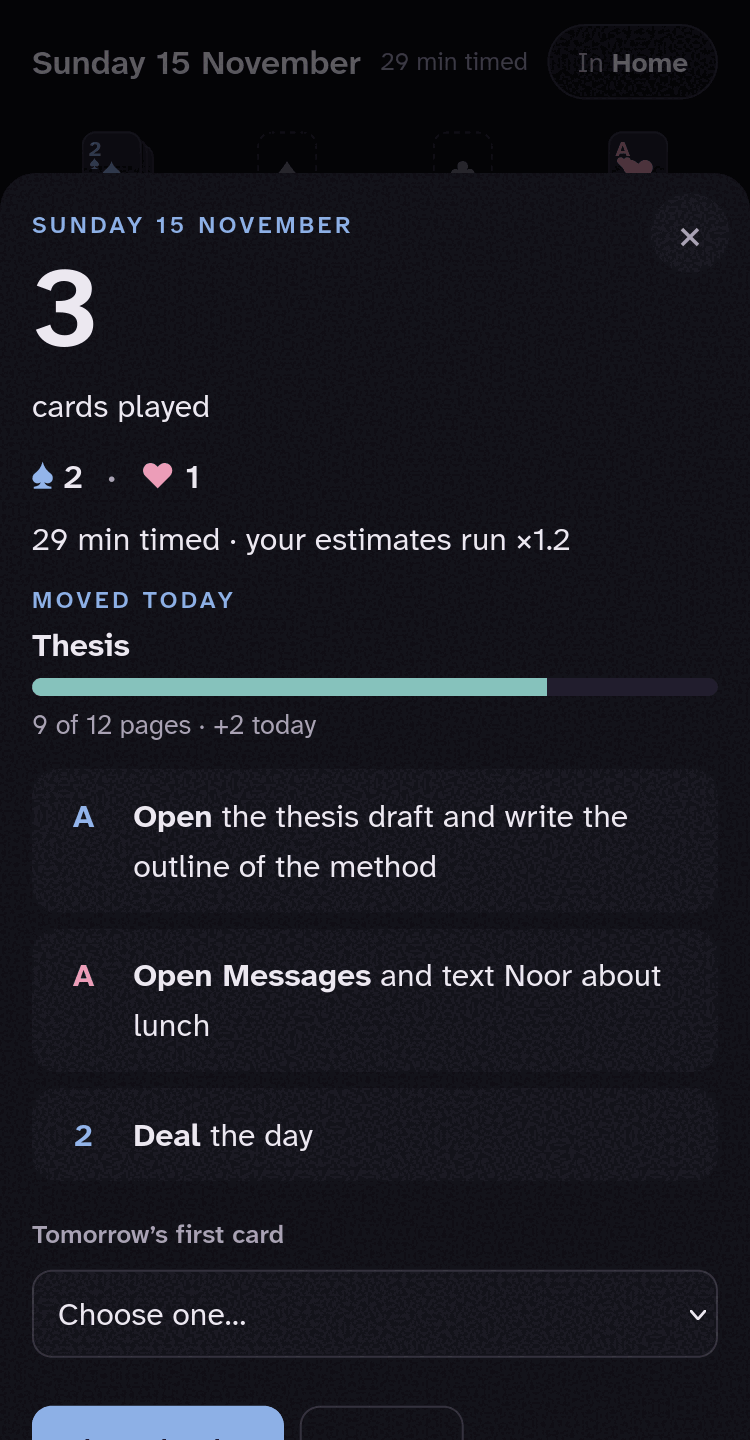 Sunday 15 November 29 min timed In Home
2 A
SUNDAY 15 NOVEMBER
3
cards played
2 · 1
29 min timed · your estimates run ×1.2
MOVED TODAY
Thesis
9 of 12 pages · +2 today
A Open the thesis draft and write the
outline of the method
A Open Messages and text Noor about
lunch
2 Deal the day
Tomorrow’s first card
Choose one...